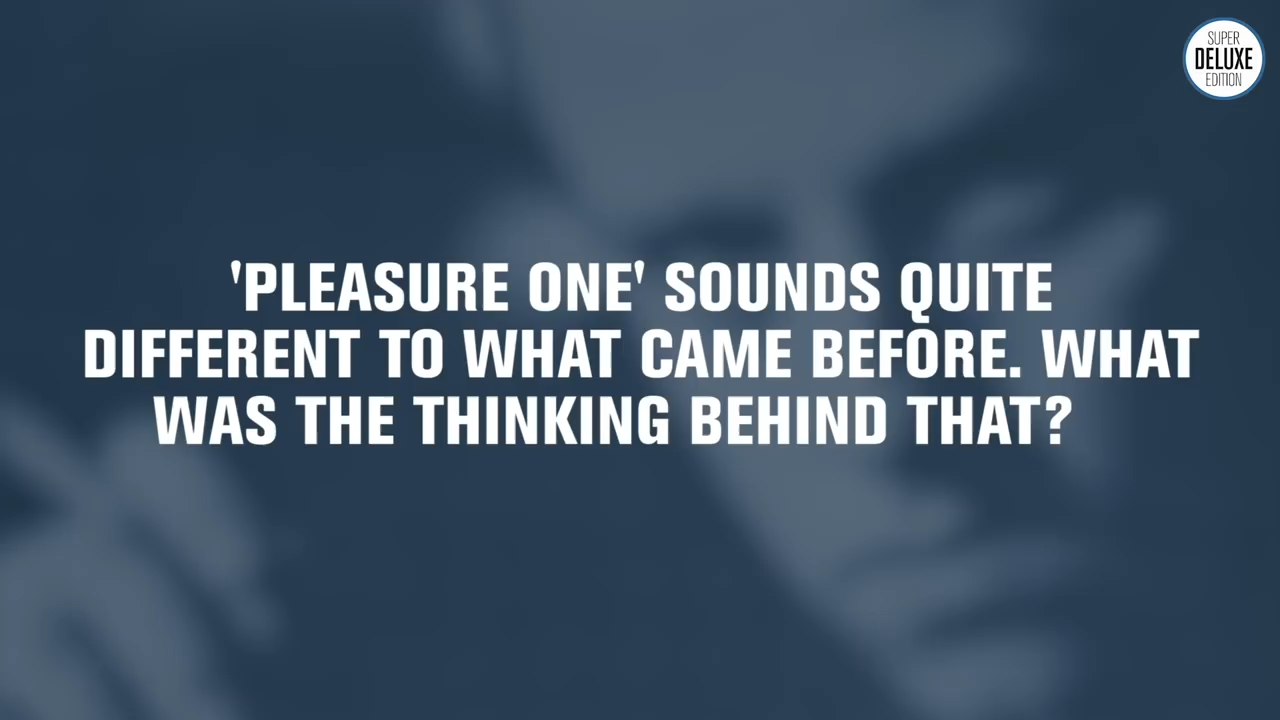 SUPER
DELUXE
EDITION
'PLEASURE ONE' SOUNDS QUITE
DIFFERENT TO WHAT CAME BEFORE. WHAT
WAS THE THINKING BEHIND THAT?